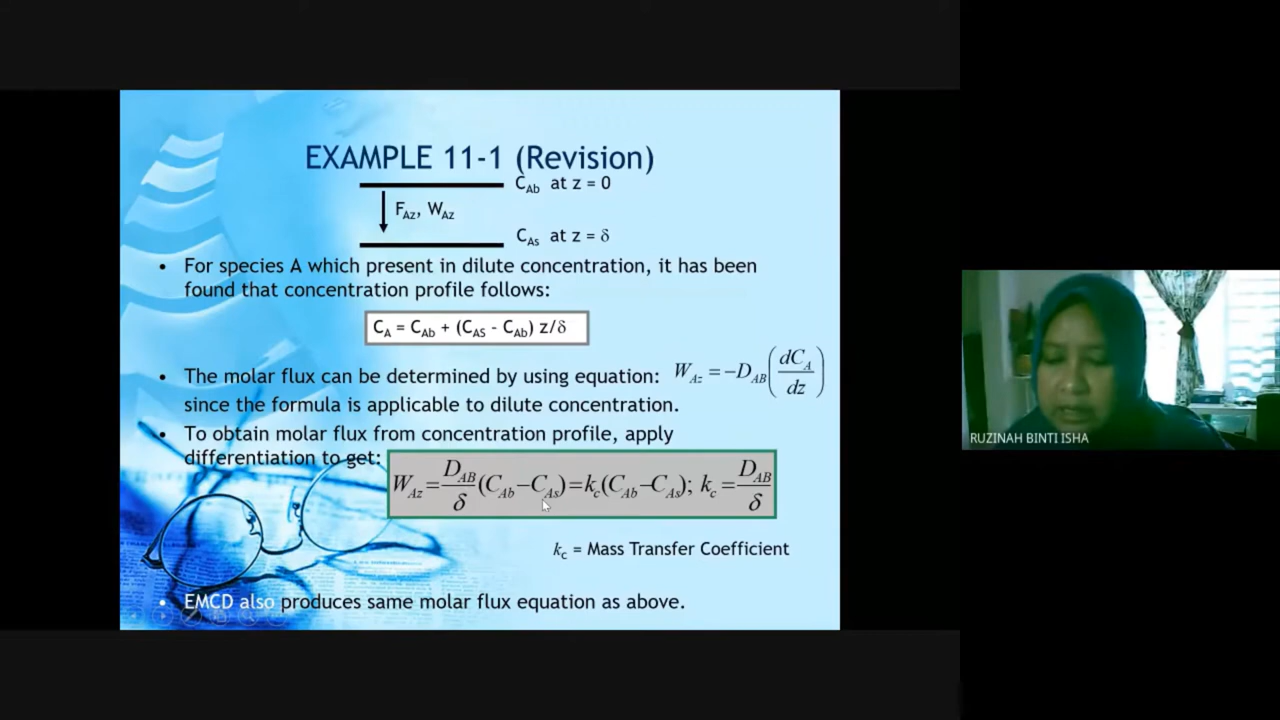 EXAMPLE 11-1 (Revision)
C_Ab at z = 0
F_Az, W_Az
C_As at z = δ
• For species A which present in dilute concentration, it has been
found that concentration profile follows:
C_A = C_Ab + (C_AS - C_Ab) z/δ
• The molar flux can be determined by using equation: W_Az = −D_AB (dC_A/dz)
since the formula is applicable to dilute concentration.
• To obtain molar flux from concentration profile, apply
differentiation to get:
W_Az = D_AB/δ (C_Ab − C_As) = k_c (C_Ab − C_As); k_c = D_AB/δ
k_c = Mass Transfer Coefficient
• EMCD also produces same molar flux equation as above.
RUZINAH BINTI ISHA